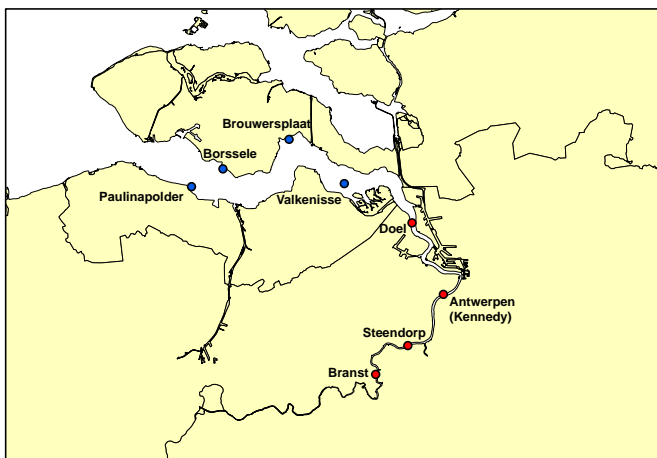 Brouwersplaat
Borssele
Paulinapolder
Valkenisse
Doel
Antwerpen
(Kennedy)
Steendorp
Branst